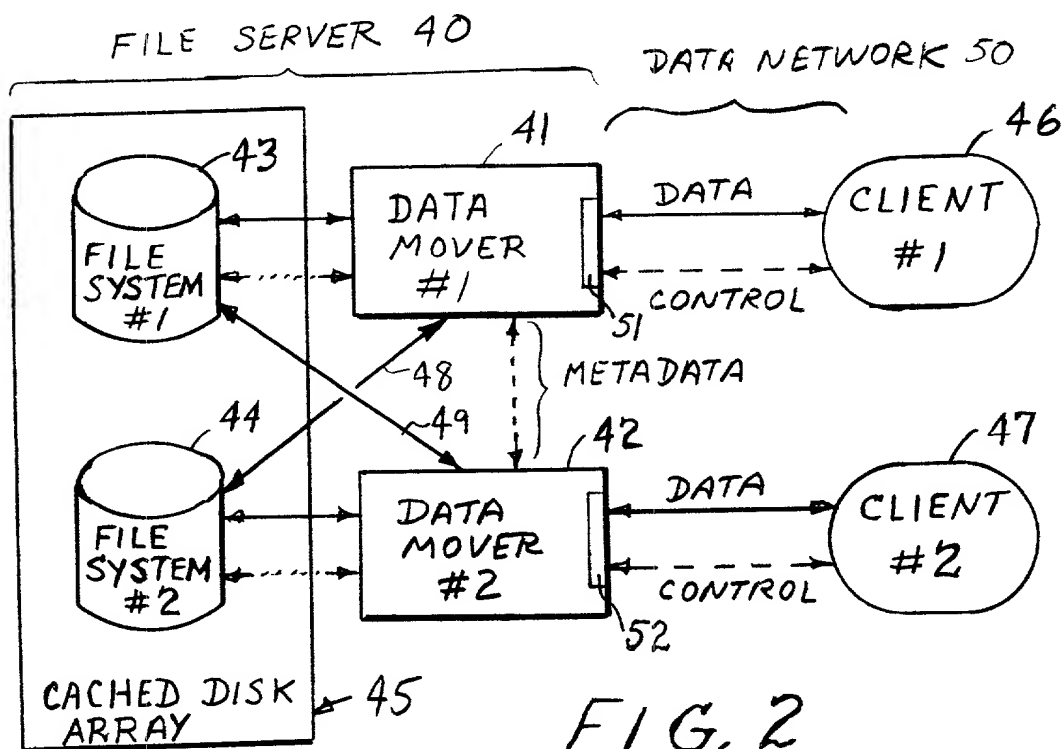 FILE SERVER 40
DATA NETWORK 50
43
41
46
FILE
SYSTEM
#1
DATA
MOVER
#1
DATA
CONTROL
CLIENT
#1
51
48
METADATA
49
44
42
47
FILE
SYSTEM
#2
DATA
MOVER
#2
DATA
CONTROL
CLIENT
#2
52
CACHED DISK
ARRAY
45
FIG. 2